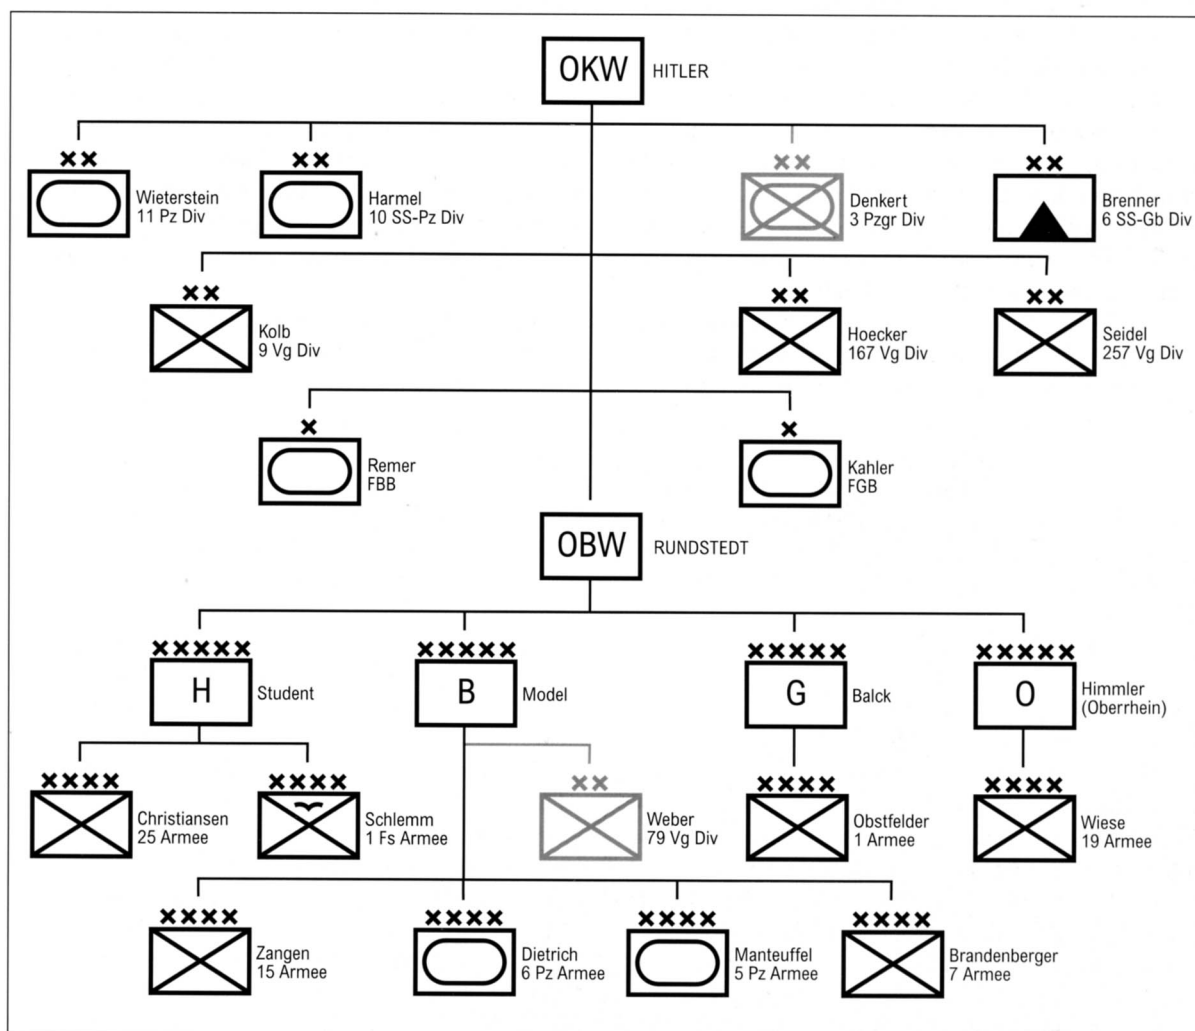 OKW
HITLER
Wieterstein
11 Pz Div
Harmel
10 SS-Pz Div
Denkert
3 Pzgr Div
Brenner
6 SS-Gb Div
Kolb
9 Vg Div
Hoecker
167 Vg Div
Seidel
257 Vg Div
Remer
FBB
Kahler
FGB
OBW
RUNDSTEDT
H
Student
B
Model
G
Balck
O
Himmler
(Oberrhein)
Christiansen
25 Armee
Schlemm
1 Fs Armee
Weber
79 Vg Div
Obstfelder
1 Armee
Wiese
19 Armee
Zangen
15 Armee
Dietrich
6 Pz Armee
Manteuffel
5 Pz Armee
Brandenberger
7 Armee